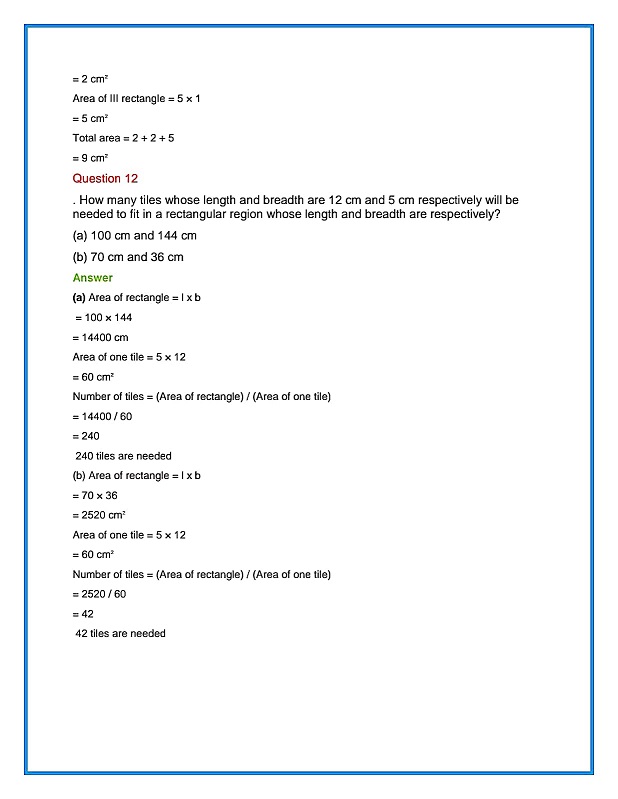 = 2 cm²
Area of III rectangle = 5 × 1
= 5 cm²
Total area = 2 + 2 + 5
= 9 cm²
Question 12
. How many tiles whose length and breadth are 12 cm and 5 cm respectively will be
needed to fit in a rectangular region whose length and breadth are respectively?
(a) 100 cm and 144 cm
(b) 70 cm and 36 cm
Answer
(a) Area of rectangle = l x b
= 100 × 144
= 14400 cm
Area of one tile = 5 × 12
= 60 cm²
Number of tiles = (Area of rectangle) / (Area of one tile)
= 14400 / 60
= 240
240 tiles are needed
(b) Area of rectangle = l x b
= 70 × 36
= 2520 cm²
Area of one tile = 5 × 12
= 60 cm²
Number of tiles = (Area of rectangle) / (Area of one tile)
= 2520 / 60
= 42
42 tiles are needed